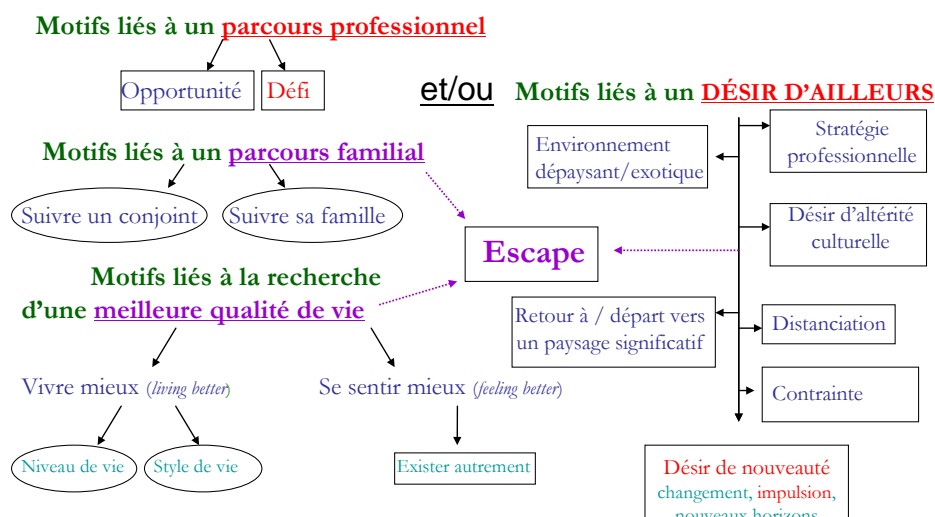 Motifs liés à un parcours professionnel
Opportunité
Défi
et/ou
Motifs liés à un DÉSIR D'AILLEURS
Environnement
dépaysant/exotique
Stratégie
professionnelle
Motifs liés à un parcours familial
Suivre un conjoint
Suivre sa famille
Désir d'altérité
culturelle
Escape
Motifs liés à la recherche
d'une meilleure qualité de vie
Retour à / départ vers
un paysage significatif
Distanciation
Vivre mieux (living better)
Se sentir mieux (feeling better)
Contrainte
Niveau de vie
Style de vie
Exister autrement
Désir de nouveauté
changement, impulsion,
nouveaux horizons